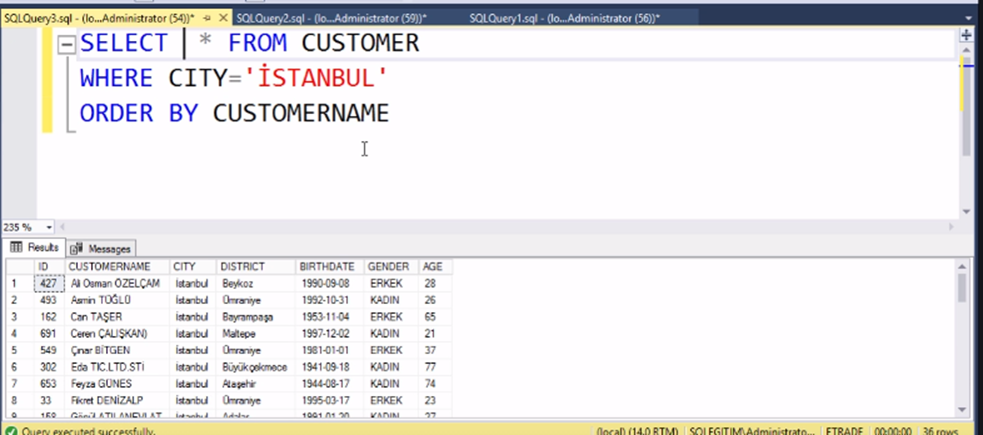 SQLQuery3.sql - (lo...Administrator (54))* SQLQuery2.sql - (lo...Administrator (59))* SQLQuery1.sql - (lo...Administrator (56))*
SELECT * FROM CUSTOMER
WHERE CITY='İSTANBUL'
ORDER BY CUSTOMERNAME
235 %
Results Messages
ID CUSTOMERNAME CITY DISTRICT BIRTHDATE GENDER AGE
1 427 Ali Osman ÖZELÇAM İstanbul Beykoz 1990-09-08 ERKEK 28
2 493 Asmin TÜĞLÜ İstanbul Ümraniye 1992-10-31 KADIN 26
3 162 Can TAŞER İstanbul Bayrampaşa 1953-11-04 ERKEK 65
4 691 Ceren ÇALIŞKAN) İstanbul Maltepe 1997-12-02 KADIN 21
5 549 Çınar BİTGEN İstanbul Ümraniye 1981-01-01 ERKEK 37
6 302 Eda TİC.LTD.STİ İstanbul Büyükçekmece 1941-09-18 KADIN 77
7 653 Feyza GÜNEŞ İstanbul Ataşehir 1944-08-17 KADIN 74
8 33 Fikret DENİZALP İstanbul Ümraniye 1995-03-17 ERKEK 23
9 158 Gönül İstanbul Adalar 1991-01-20 KADIN 27
Query executed successfully. (local) (14.0 RTM) SQLEGITIM\Administrato... ETRADE 00:00:00 36 rows